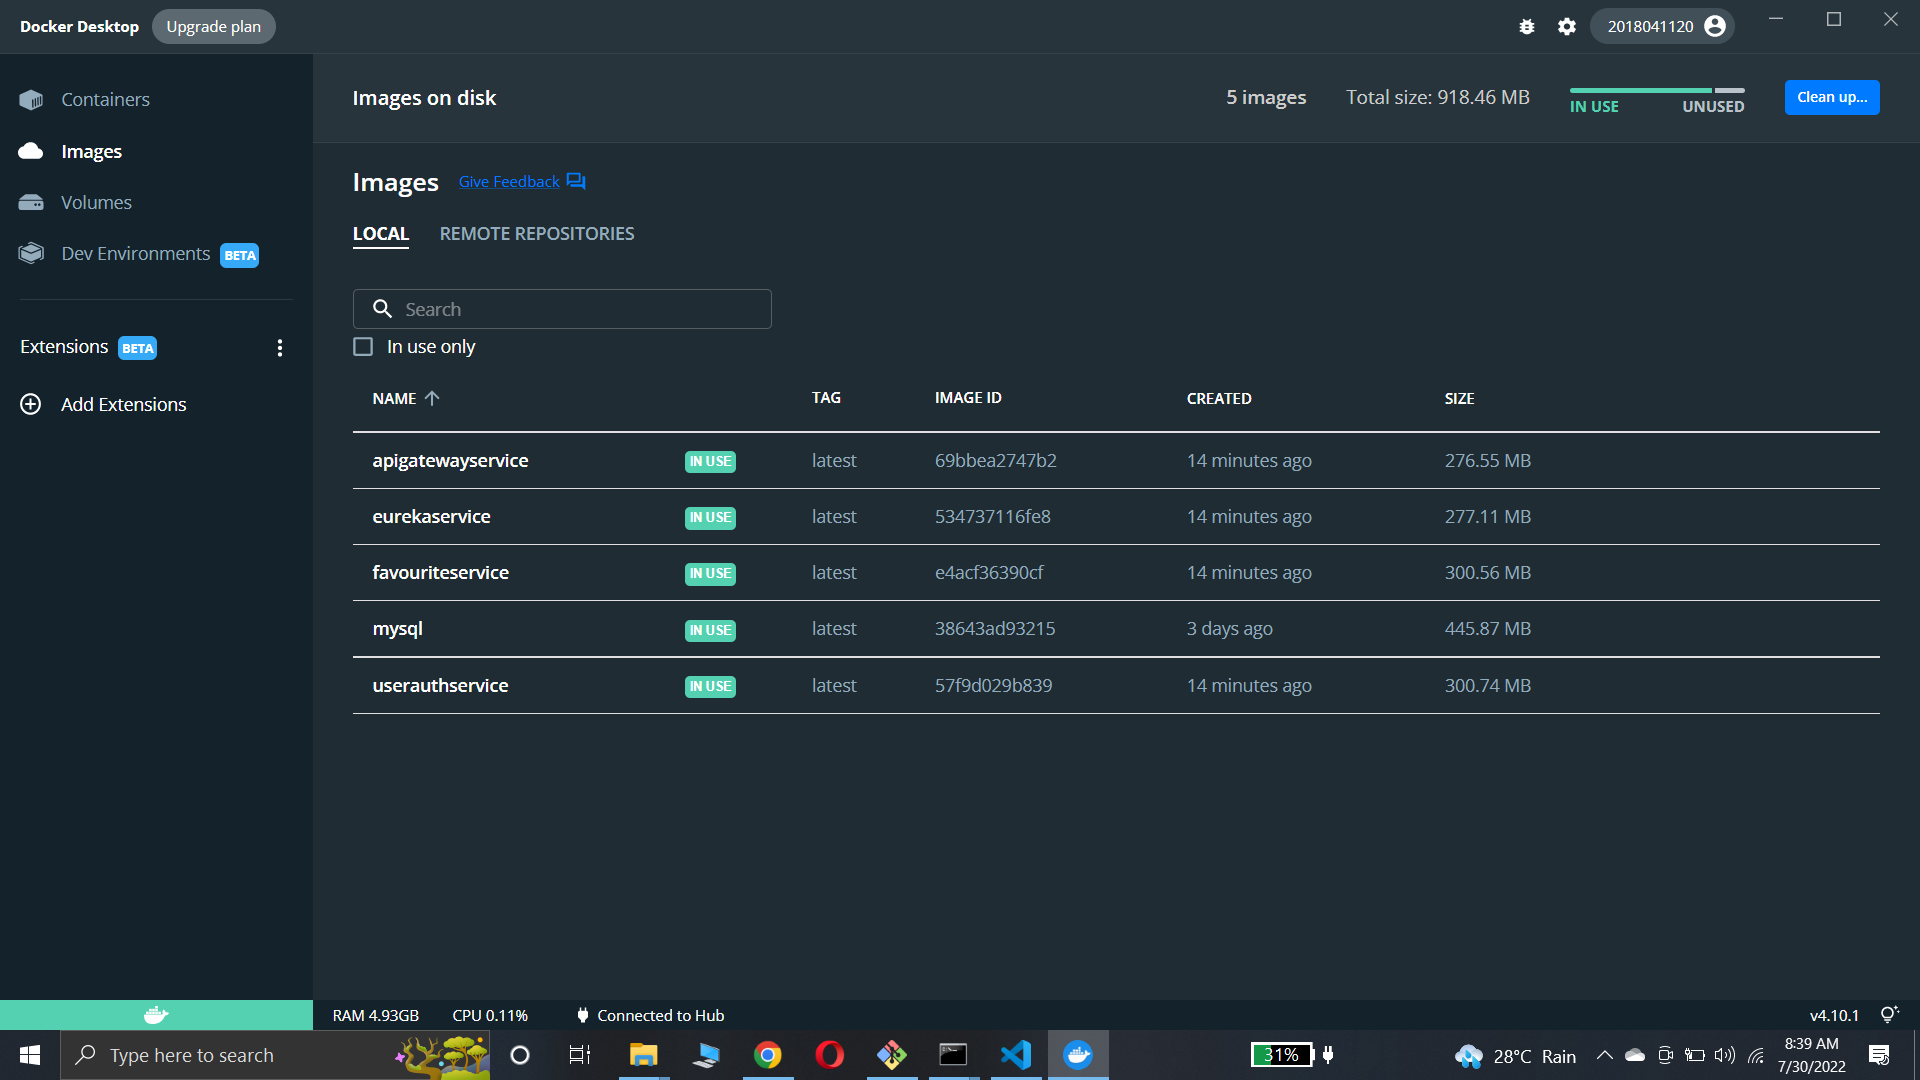 Docker Desktop Upgrade plan 2018041120
Containers
Images
Volumes
Dev Environments BETA
Extensions BETA
Add Extensions
Images on disk 5 images Total size: 918.46 MB IN USE UNUSED Clean up...
Images Give Feedback
LOCAL REMOTE REPOSITORIES
Search
In use only
NAME TAG IMAGE ID CREATED SIZE
apigatewayservice IN USE latest 69bbea2747b2 14 minutes ago 276.55 MB
eurekaservice IN USE latest 534737116fe8 14 minutes ago 277.11 MB
favouriteservice IN USE latest e4acf36390cf 14 minutes ago 300.56 MB
mysql IN USE latest 38643ad93215 3 days ago 445.87 MB
userauthservice IN USE latest 57f9d029b839 14 minutes ago 300.74 MB
RAM 4.93GB CPU 0.11% Connected to Hub v4.10.1
Type here to search 31% 28°C Rain 8:39 AM
7/30/2022